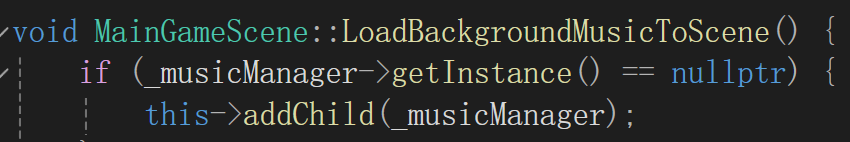 void MainGameScene::LoadBackgroundMusicToScene() {
if (_musicManager->getInstance() == nullptr) {
this->addChild(_musicManager);